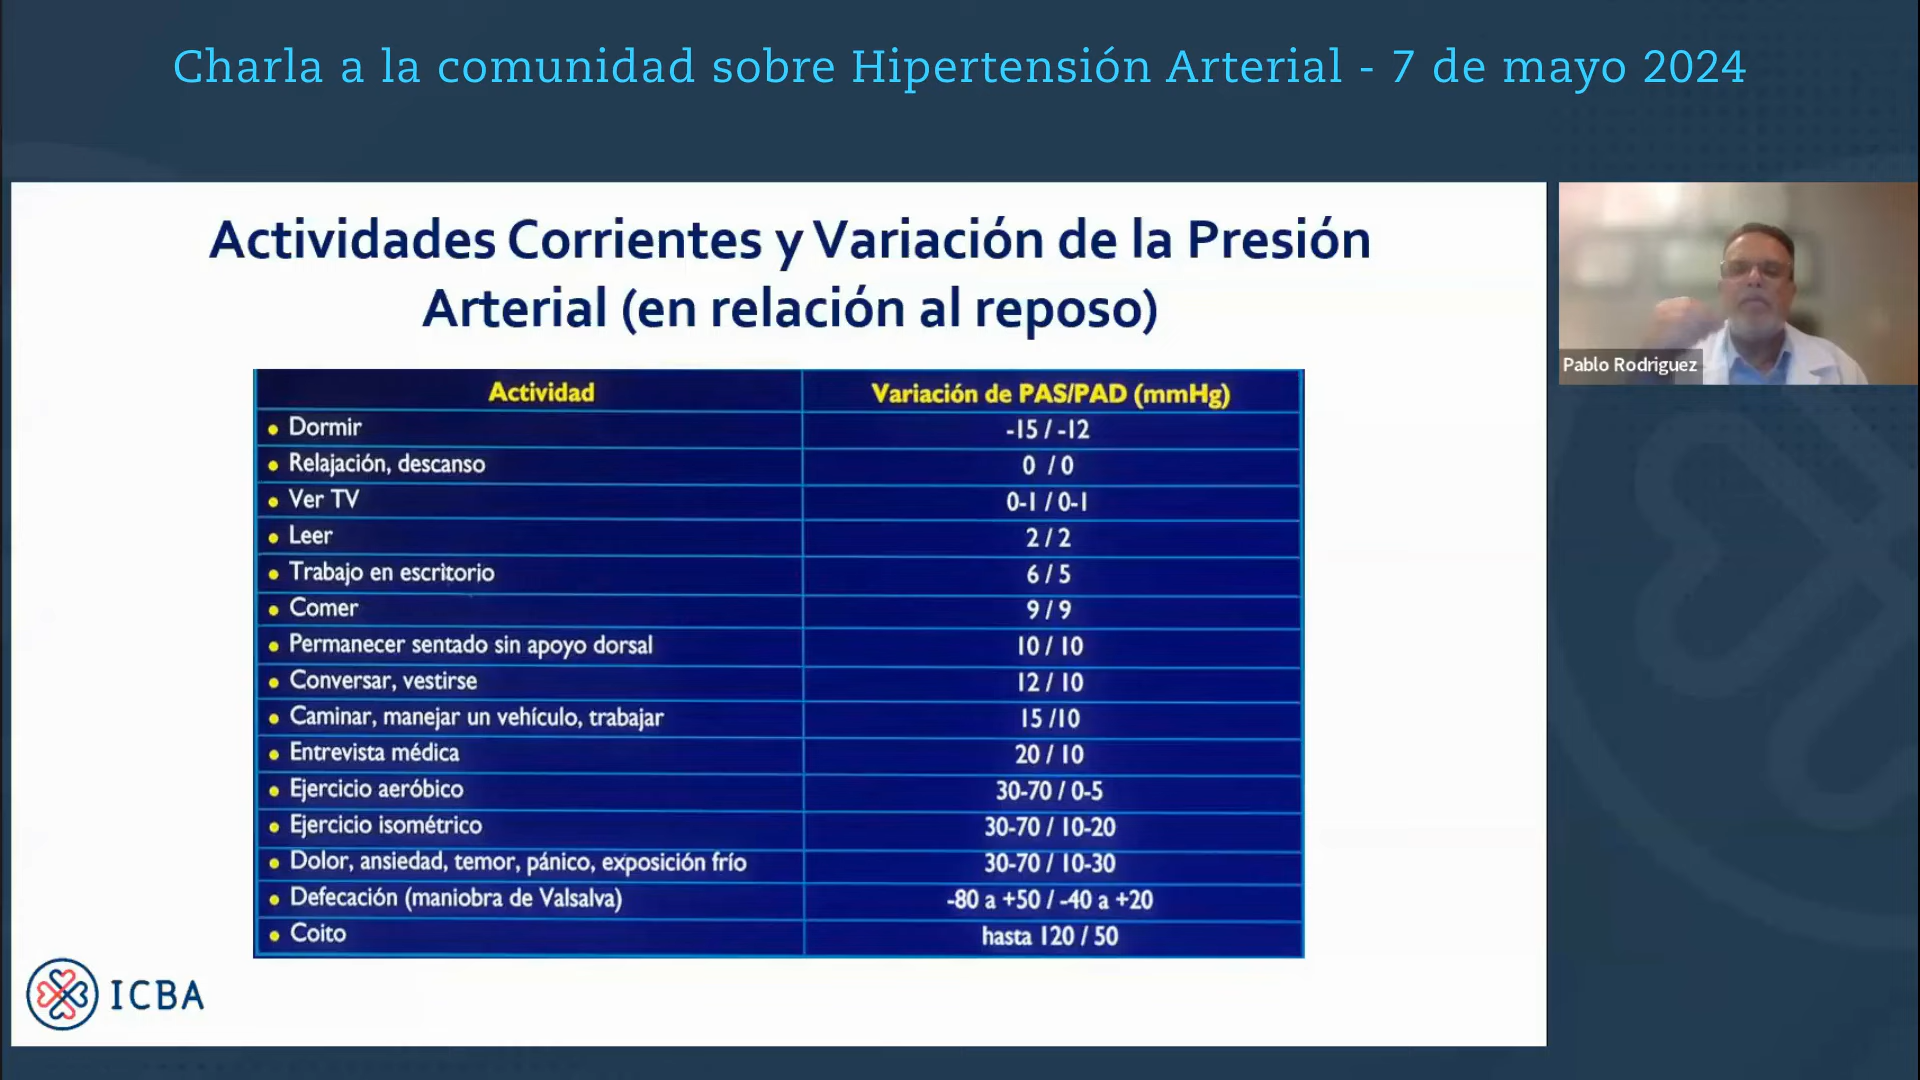 Charla a la comunidad sobre Hipertensión Arterial - 7 de mayo 2024
Actividades Corrientes y Variación de la Presión
Arterial (en relación al reposo)
Actividad Variación de PAS/PAD (mmHg)
• Dormir -15 / -12
• Relajación, descanso 0 / 0
• Ver TV 0-1 / 0-1
• Leer 2 / 2
• Trabajo en escritorio 6 / 5
• Comer 9 / 9
• Permanecer sentado sin apoyo dorsal 10 / 10
• Conversar, vestirse 12 / 10
• Caminar, manejar un vehículo, trabajar 15 /10
• Entrevista médica 20 / 10
• Ejercicio aeróbico 30-70 / 0-5
• Ejercicio isométrico 30-70 / 10-20
• Dolor, ansiedad, temor, pánico, exposición frío 30-70 / 10-30
• Defecación (maniobra de Valsalva) -80 a +50 / -40 a +20
• Coito hasta 120 / 50
ICBA
Pablo Rodriguez